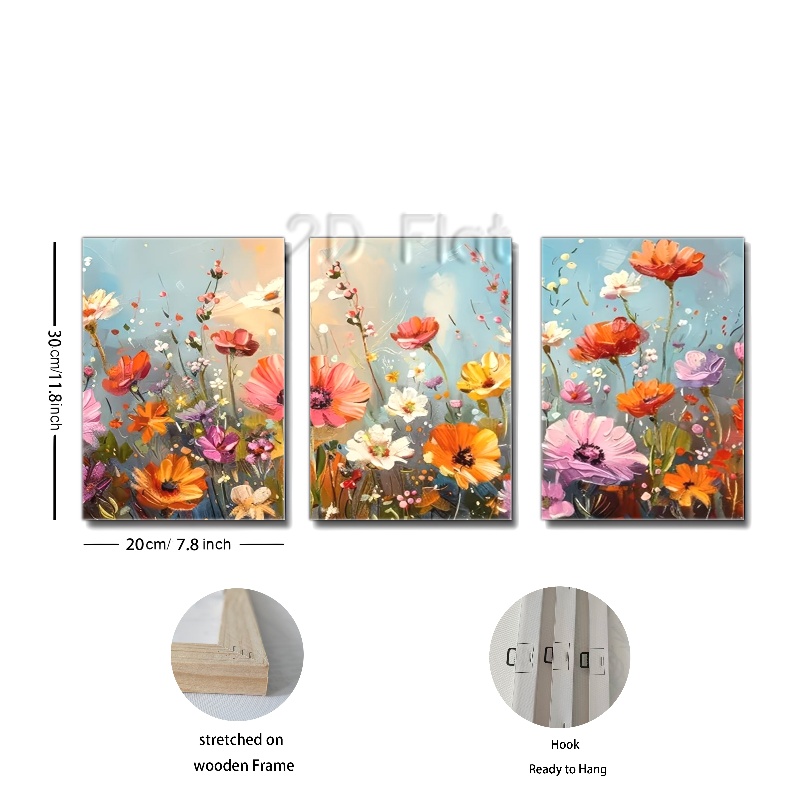 2D Flat
30cm/11.8inch
20cm/ 7.8 inch
stretched on
wooden Frame
Hook
Ready to Hang